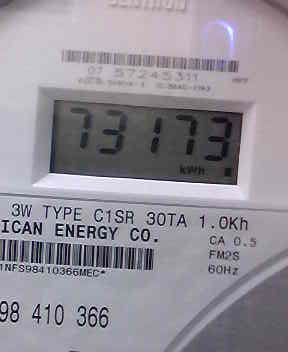 07 57245311
73173
kWh
3W TYPE C1SR 30TA 1.0Kh
ICAN ENERGY CO.
CA 0.5
FM2S
1NFS98410366MEC*
60Hz
98 410 366